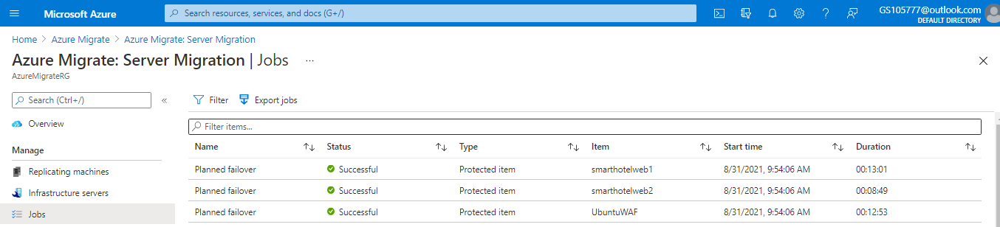 Microsoft Azure
Search resources, services, and docs (G+/)
GS105777@outlook.com
DEFAULT DIRECTORY
Home > Azure Migrate > Azure Migrate: Server Migration
Azure Migrate: Server Migration | Jobs ...
AzureMigrateRG
Search (Ctrl+/) «
Filter Export jobs
Overview
Filter items...
Manage
Replicating machines
Infrastructure servers
Jobs
Name Status Type Item Start time Duration
Planned failover Successful Protected item smarthotelweb1 8/31/2021, 9:54:06 AM 00:13:01
Planned failover Successful Protected item smarthotelweb2 8/31/2021, 9:54:06 AM 00:08:49
Planned failover Successful Protected item UbuntuWAF 8/31/2021, 9:54:06 AM 00:12:53